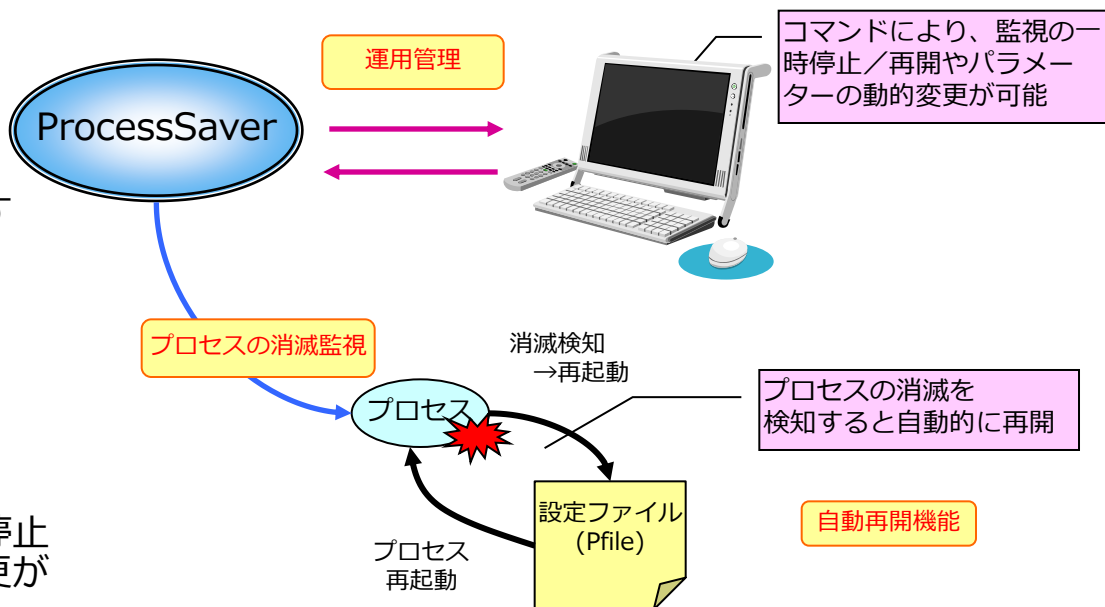 運用管理
コマンドにより、監視の一
時停止／再開やパラメー
ターの動的変更が可能
ProcessSaver
プロセスの消滅監視
消滅検知
→再起動
プロセス
プロセスの消滅を
検知すると自動的に再開
設定ファイル
(Pfile)
自動再開機能
プロセス
再起動
停止
更が